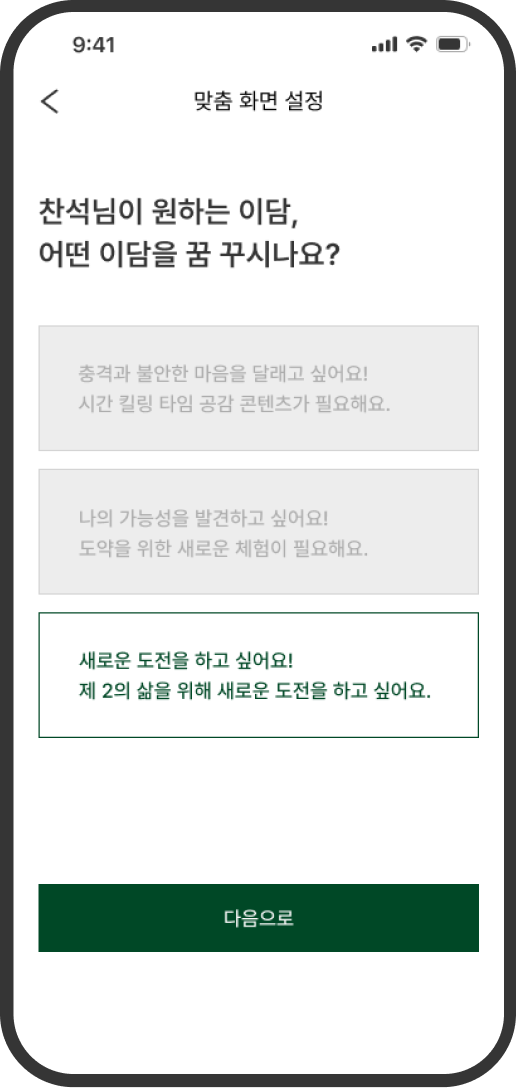 9:41
맞춤 화면 설정
찬석님이 원하는 이담,
어떤 이담을 꿈 꾸시나요?
충격과 불안한 마음을 달래고 싶어요!
시간 킬링 타임 공감 콘텐츠가 필요해요.
나의 가능성을 발견하고 싶어요!
도약을 위한 새로운 체험이 필요해요.
새로운 도전을 하고 싶어요!
제 2의 삶을 위해 새로운 도전을 하고 싶어요.
다음으로